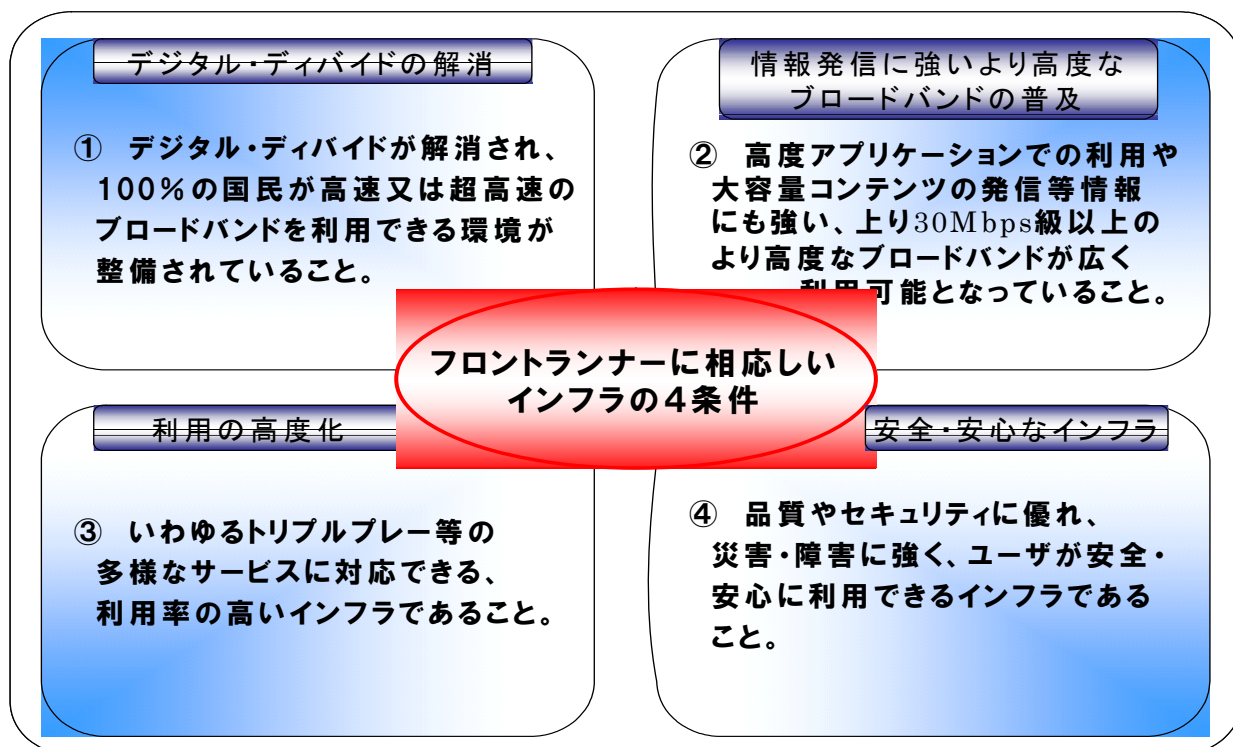 デジタル・ディバイドの解消
① デジタル・ディバイドが解消され、
100%の国民が高速又は超高速の
ブロードバンドを利用できる環境が
整備されていること。
情報発信に強いより高度な
ブロードバンドの普及
② 高度アプリケーションでの利用や
大容量コンテンツの発信等情報
にも強い、上り30Mbps級以上の
より高度なブロードバンドが広く
利用可能となっていること。
フロントランナーに相応しい
インフラの4条件
利用の高度化
③ いわゆるトリプルプレー等の
多様なサービスに対応できる、
利用率の高いインフラであること。
安全・安心なインフラ
④ 品質やセキュリティに優れ、
災害・障害に強く、ユーザが安全・
安心に利用できるインフラである
こと。